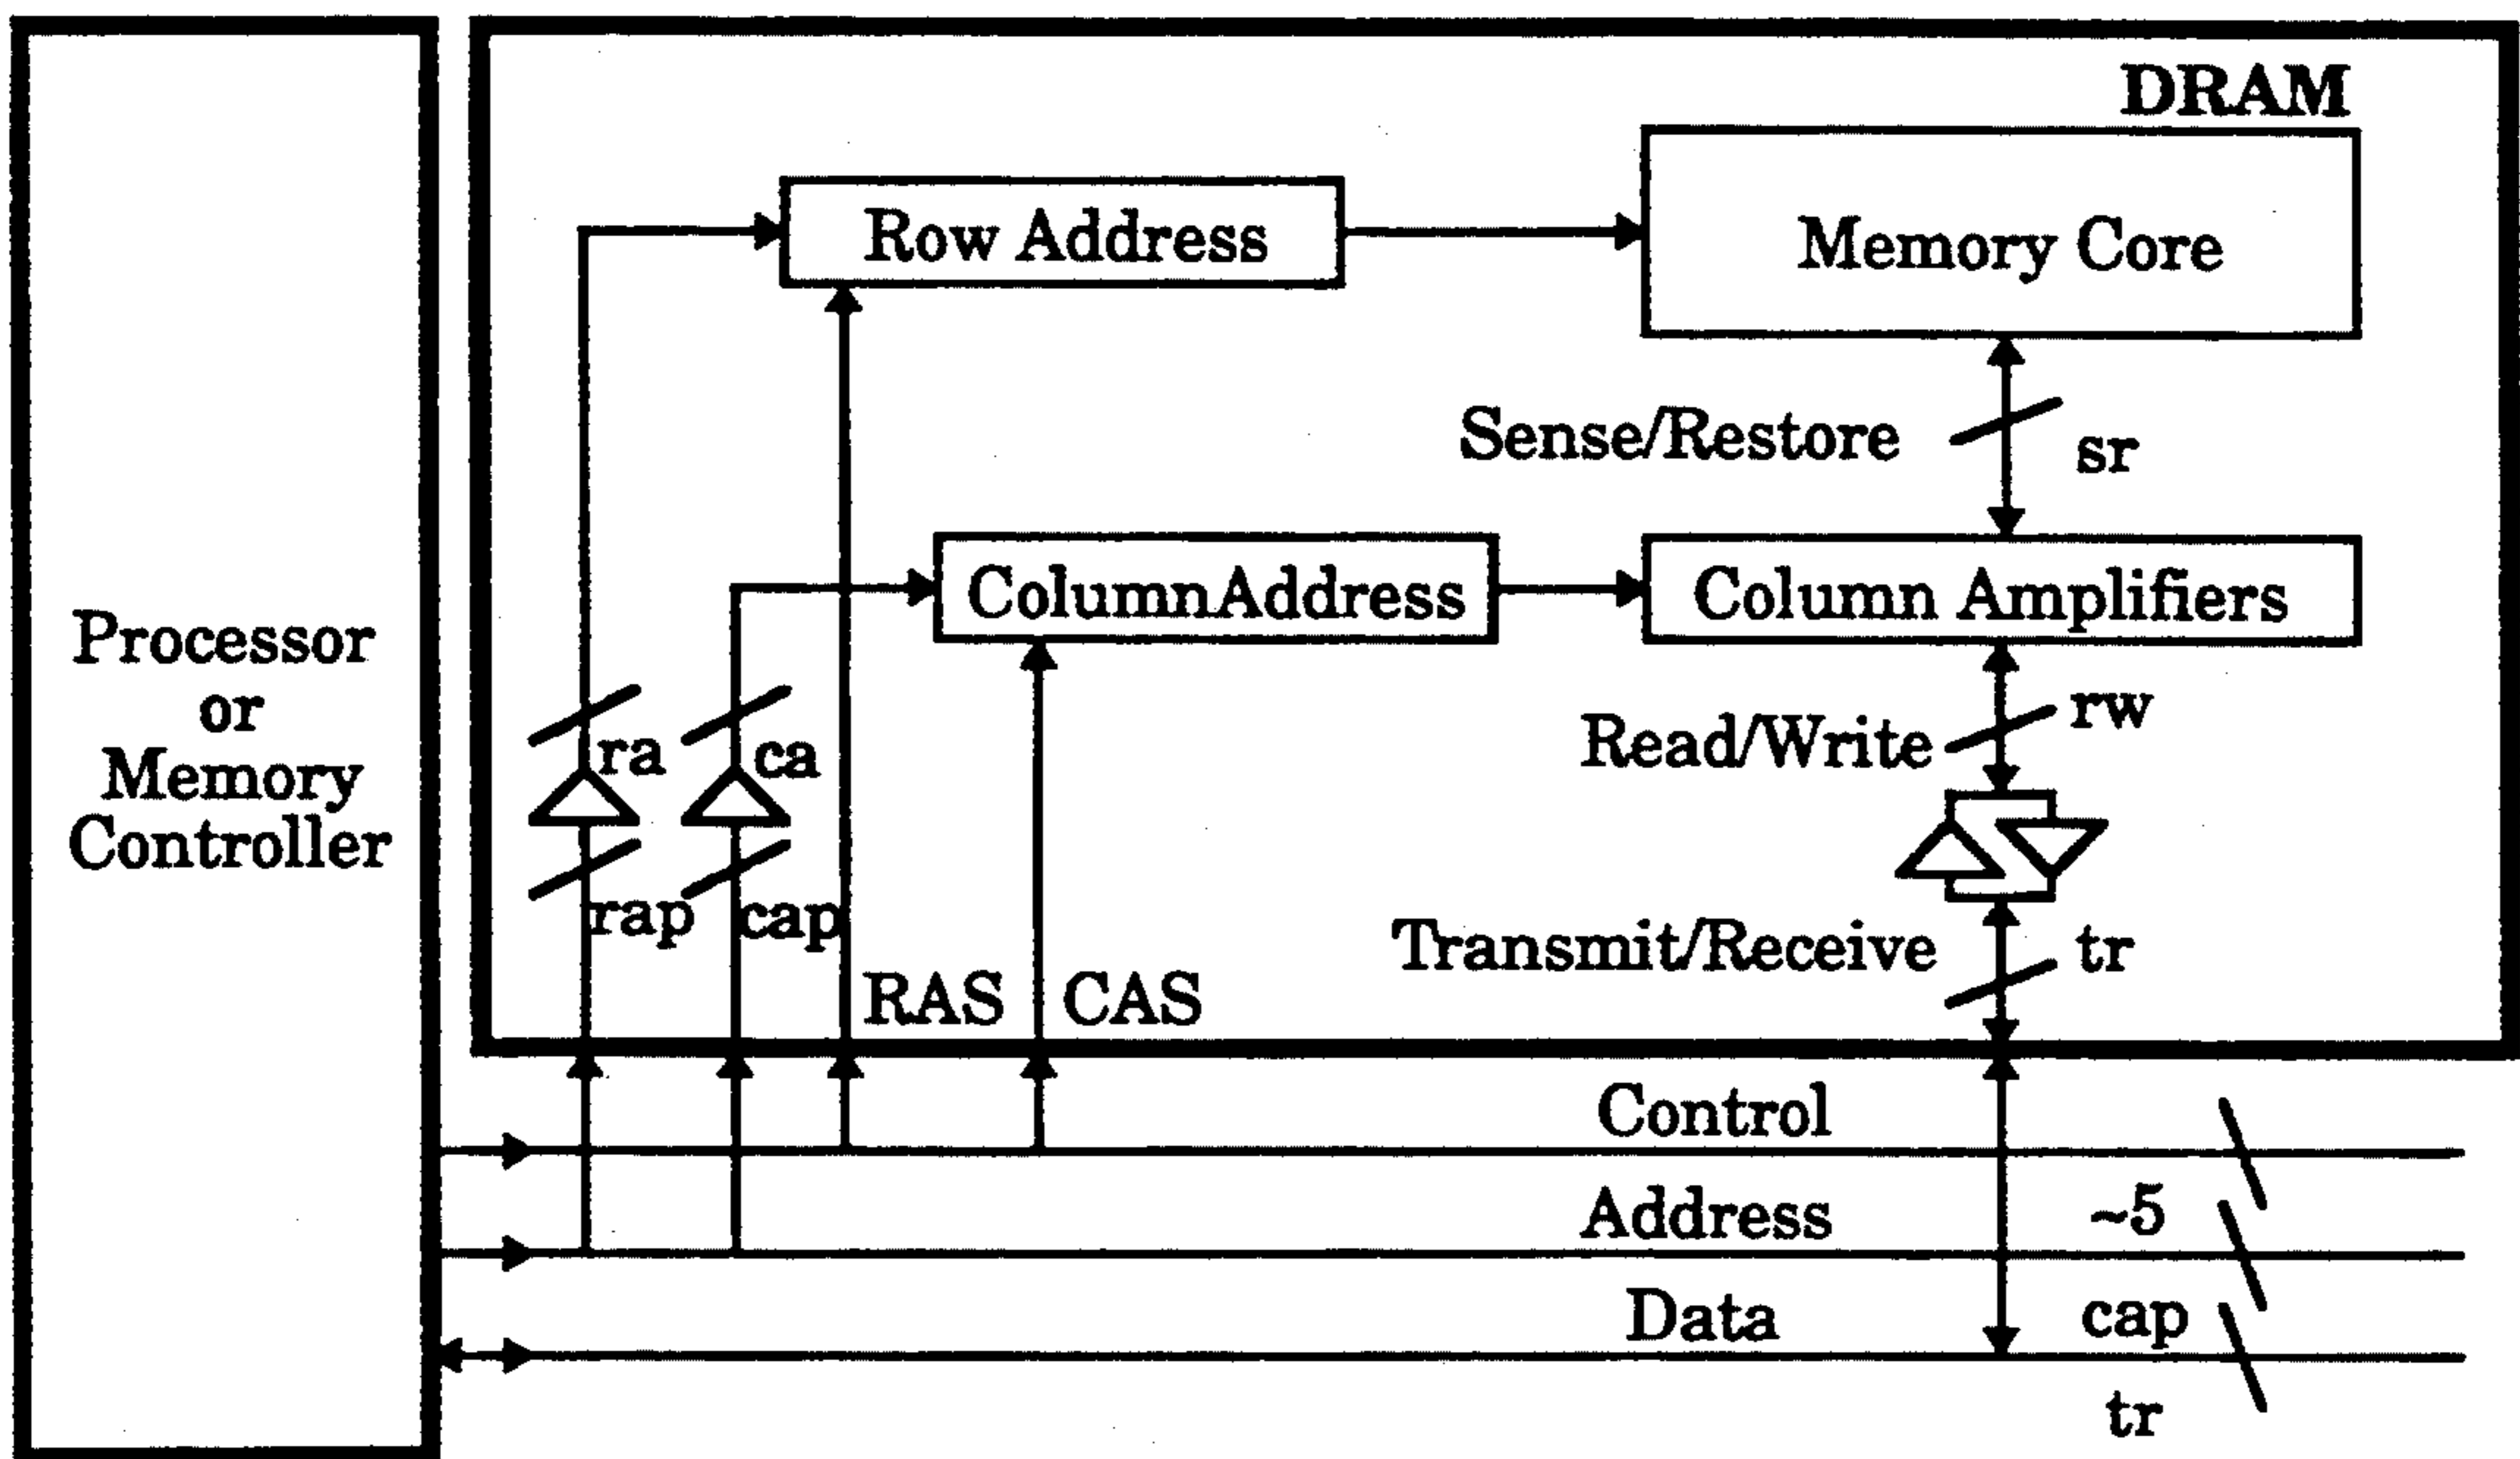 DRAM
Row Address
Memory Core
Sense/Restore
sr
ColumnAddress
Column Amplifiers
Processor
or
Memory
Controller
ra
ca
Read/Write
rw
rap
cap
Transmit/Receive
tr
RAS
CAS
Control
~5
Address
cap
Data
tr